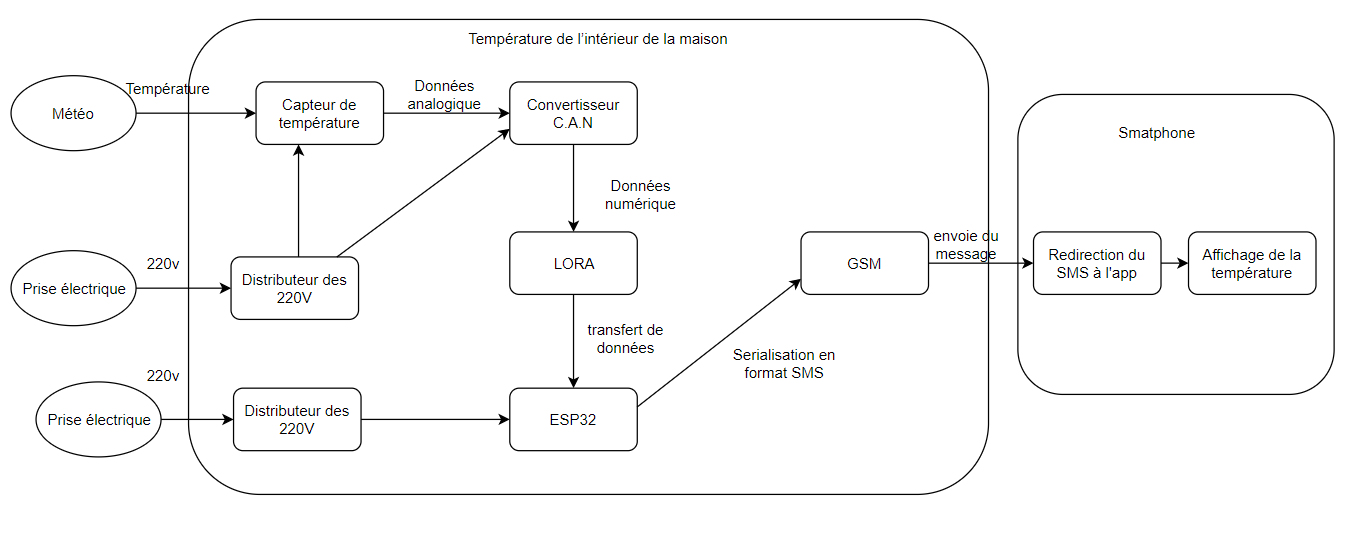 Température de l’intérieur de la maison
Météo
Température
Capteur de
température
Données
analogique
Convertisseur
C.A.N
Smatphone
Données
numérique
Prise électrique
220v
Distributeur des
220V
LORA
GSM
envoie du
message
Redirection du
SMS à l'app
Affichage de la
température
transfert de
données
Serialisation en
format SMS
Prise électrique
220v
Distributeur des
220V
ESP32